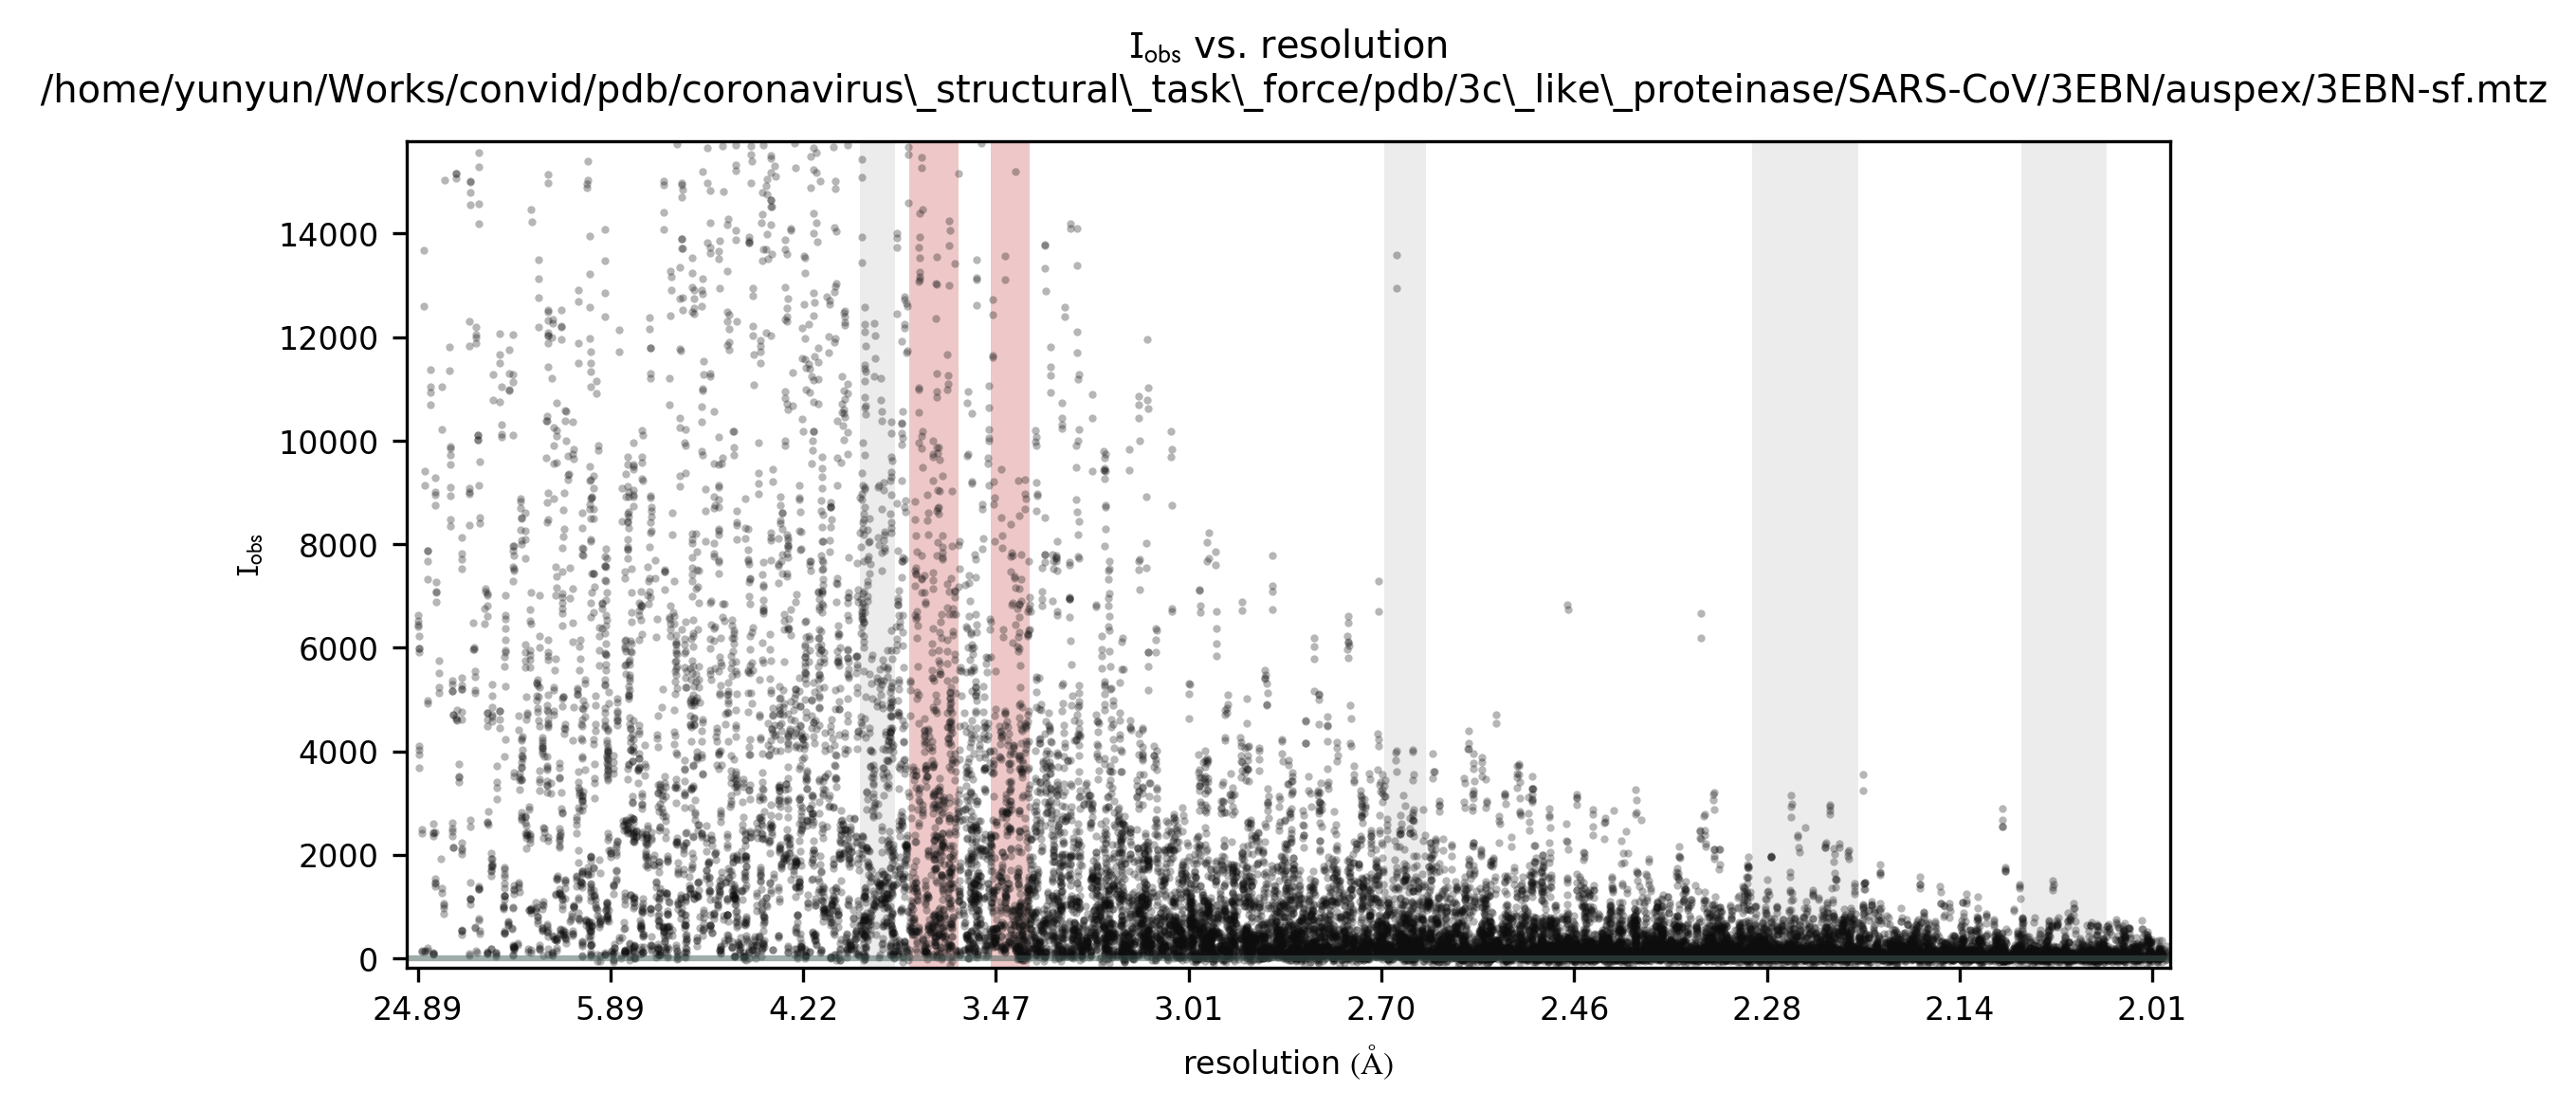 I_obs vs. resolution
/home/yunyun/Works/convid/pdb/coronavirus\_structural\_task\_force/pdb/3c\_like\_proteinase/SARS-CoV/3EBN/auspex/3EBN-sf.mtz
I_obs
14000
12000
10000
8000
6000
4000
2000
0
24.89 5.89 4.22 3.47 3.01 2.70 2.46 2.28 2.14 2.01
resolution (Å)